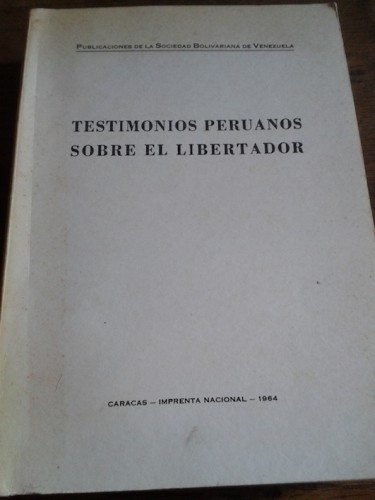 PUBLICACIONES DE LA SOCIEDAD BOLIVARIANA DE VENEZUELA
TESTIMONIOS PERUANOS
SOBRE EL LIBERTADOR
CARACAS — IMPRENTA NACIONAL — 1964